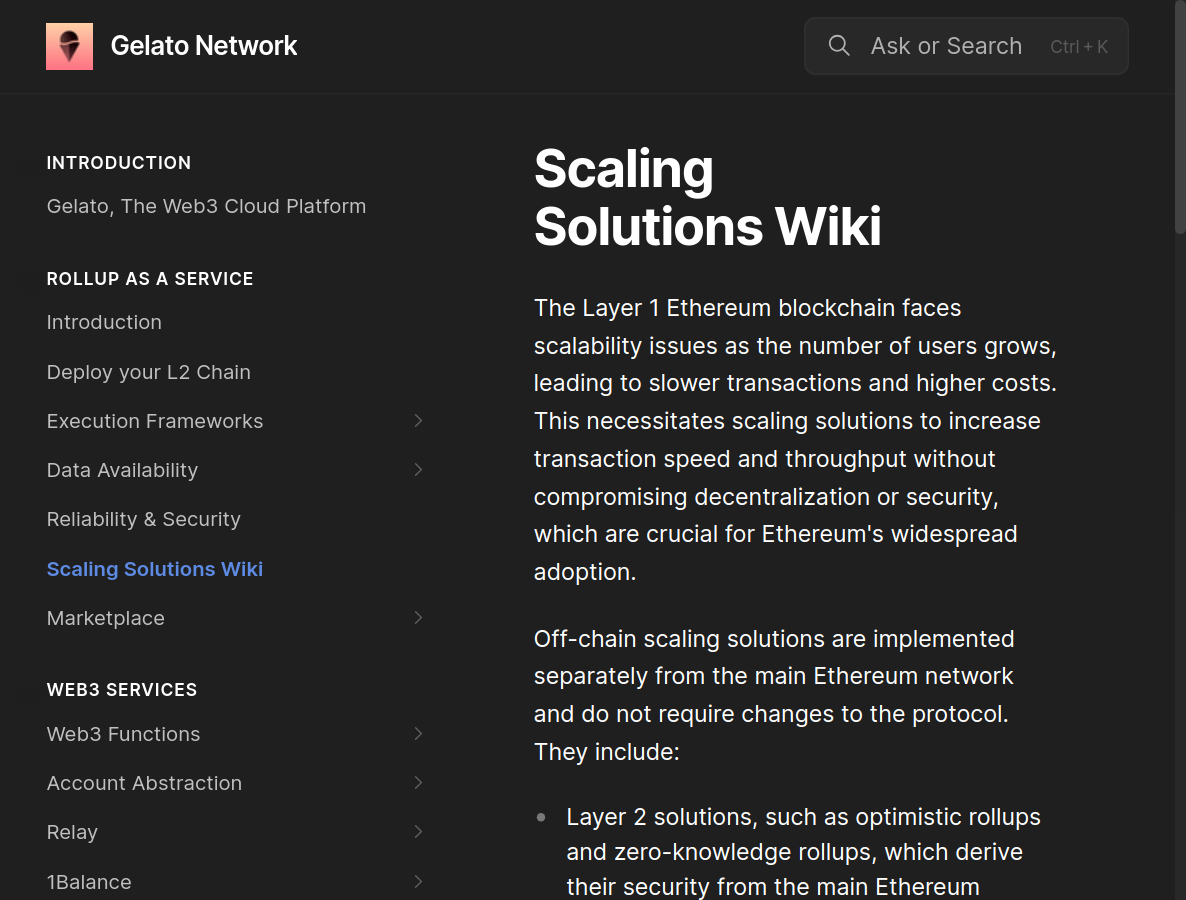 Gelato Network
Ask or Search Ctrl + K
INTRODUCTION
Gelato, The Web3 Cloud Platform
ROLLUP AS A SERVICE
Introduction
Deploy your L2 Chain
Execution Frameworks
Data Availability
Reliability & Security
Scaling Solutions Wiki
Marketplace
WEB3 SERVICES
Web3 Functions
Account Abstraction
Relay
1Balance
Scaling
Solutions Wiki
The Layer 1 Ethereum blockchain faces
scalability issues as the number of users grows,
leading to slower transactions and higher costs.
This necessitates scaling solutions to increase
transaction speed and throughput without
compromising decentralization or security,
which are crucial for Ethereum's widespread
adoption.
Off-chain scaling solutions are implemented
separately from the main Ethereum network
and do not require changes to the protocol.
They include:
Layer 2 solutions, such as optimistic rollups
and zero-knowledge rollups, which derive
their security from the main Ethereum